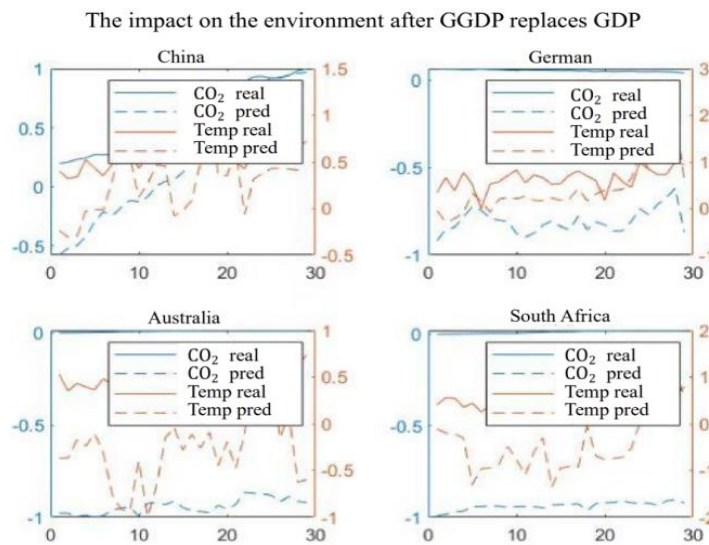 The impact on the environment after GGDP replaces GDP
China
1
0.5
0
-0.5
1.5
1
0.5
0
-0.5
0 10 20 30
CO₂ real
CO₂ pred
Temp real
Temp pred
German
0
-0.5
-1
3
2
1
0
-1
0 10 20 30
CO₂ real
CO₂ pred
Temp real
Temp pred
Australia
0
-0.5
-1
1
0.5
0
-0.5
-1
0 10 20 30
CO₂ real
CO₂ pred
Temp real
Temp pred
South Africa
0
-0.5
-1
2
1
0
-1
-2
0 10 20 30
CO₂ real
CO₂ pred
Temp real
Temp pred